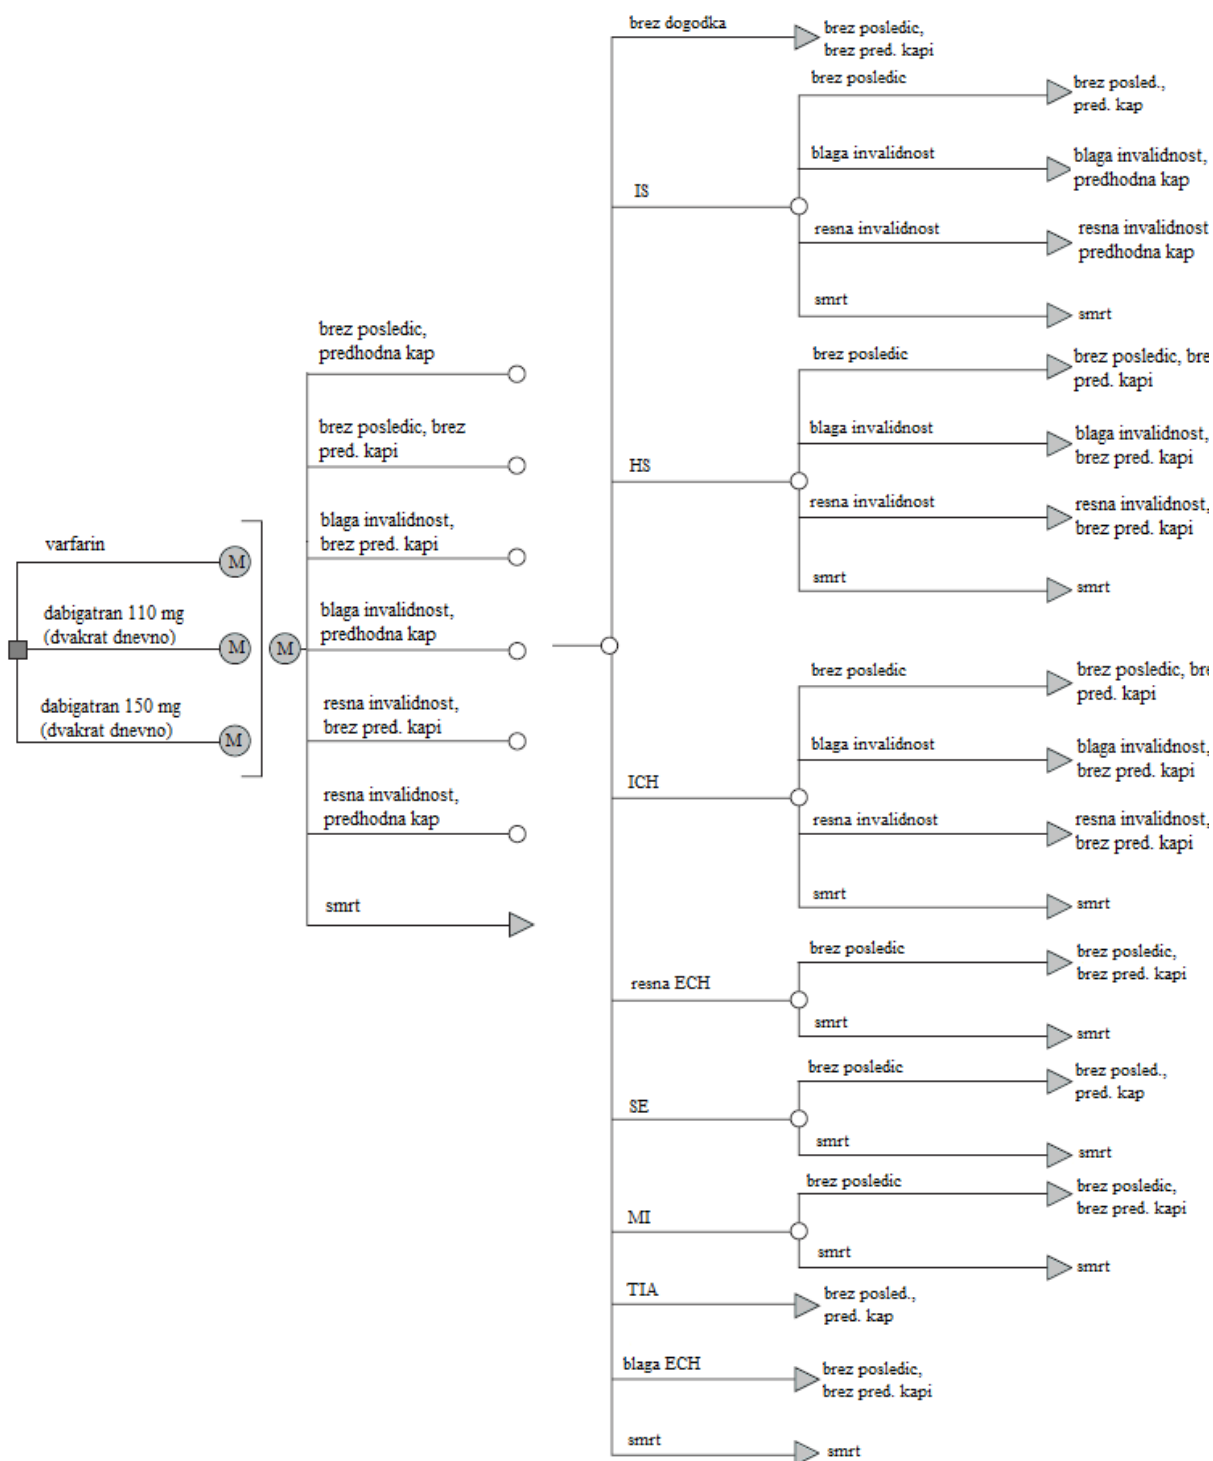 varfarin
M
dabigatran 110 mg
(dvakrat dnevno)
M
dabigatran 150 mg
(dvakrat dnevno)
M
M
brez posledic,
predhodna kap
brez posledic, brez
pred. kapi
blaga invalidnost,
brez pred. kapi
blaga invalidnost,
predhodna kap
resna invalidnost,
brez pred. kapi
resna invalidnost,
predhodna kap
smrt
brez dogodka
brez posledic,
brez pred. kapi
IS
brez posledic
brez posled.,
pred. kap
blaga invalidnost
blaga invalidnost,
predhodna kap
resna invalidnost
resna invalidnost
predhodna kap
smrt
smrt
HS
brez posledic
brez posledic, bre
pred. kapi
blaga invalidnost
blaga invalidnost,
brez pred. kapi
resna invalidnost
resna invalidnost,
brez pred. kapi
smrt
smrt
ICH
brez posledic
brez posledic, bre
pred. kapi
blaga invalidnost
blaga invalidnost,
brez pred. kapi
resna invalidnost
resna invalidnost,
brez pred. kapi
smrt
smrt
resna ECH
brez posledic
brez posledic,
brez pred. kapi
smrt
smrt
SE
brez posledic
brez posled.,
pred. kap
smrt
smrt
MI
brez posledic
brez posledic,
brez pred. kapi
smrt
smrt
TIA
brez posled.,
pred. kap
blaga ECH
brez posledic,
brez pred. kapi
smrt
smrt